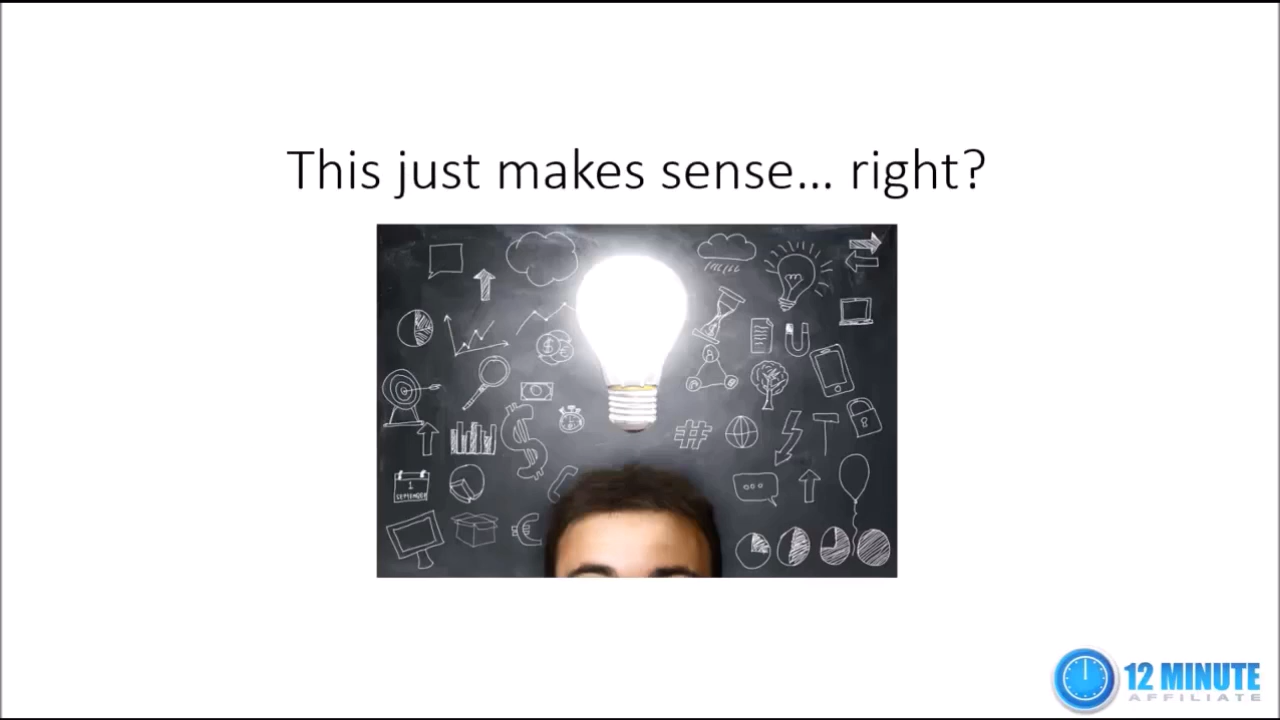 This just makes sense... right?
1
SEPTEMBER
12 MINUTE
AFFILIATE